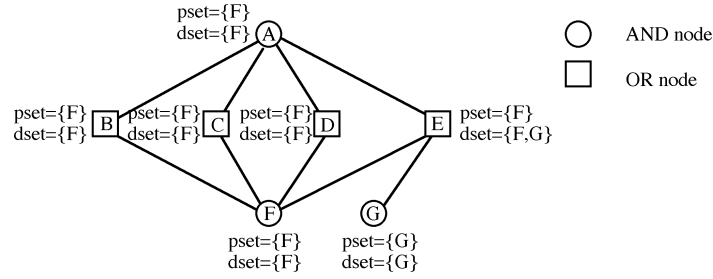 pset={F}
dset={F}
A
AND node
OR node
pset={F}
dset={F}
B
pset={F}
dset={F}
C
pset={F}
dset={F}
D
E
pset={F}
dset={F,G}
F
G
pset={F}
dset={F}
pset={G}
dset={G}